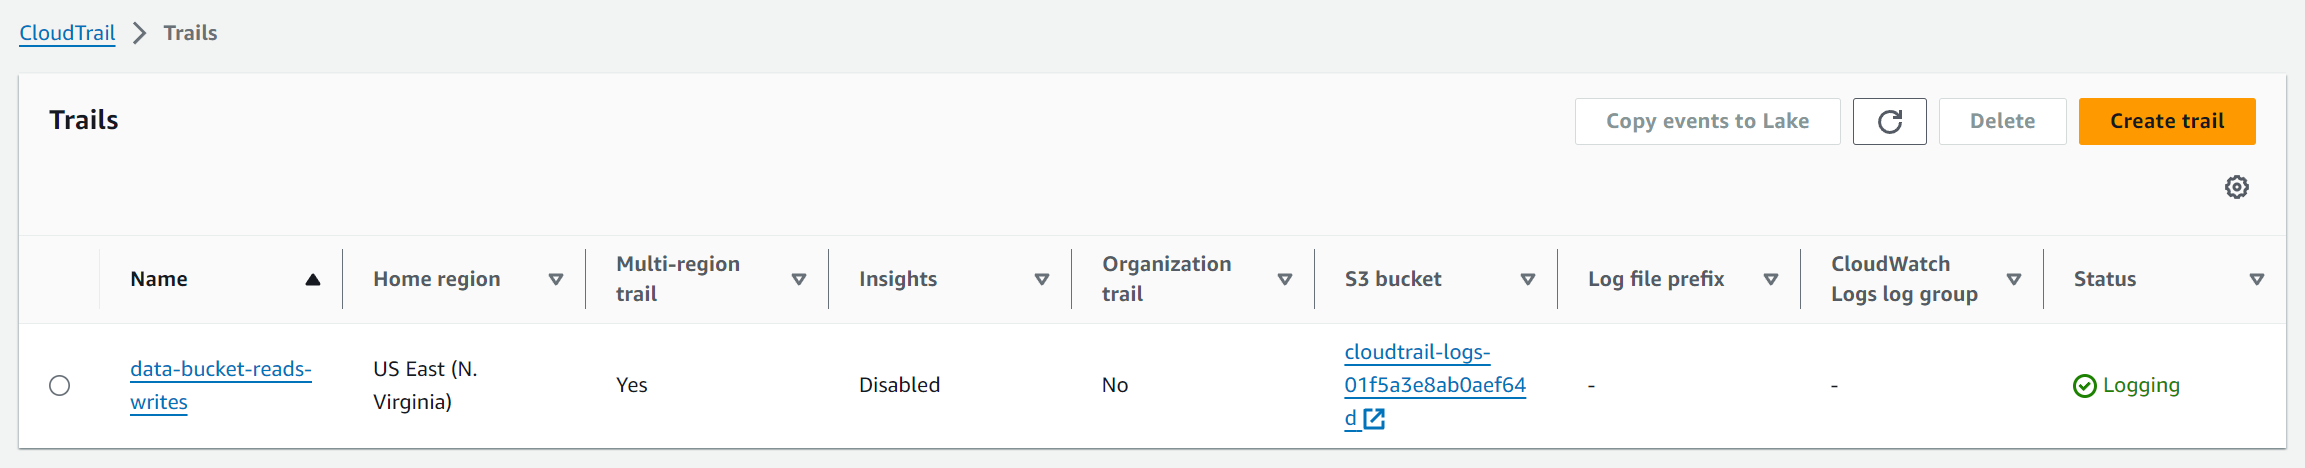 CloudTrail > Trails
Trails
Copy events to Lake
Delete
Create trail
Name
Home region
Multi-region
trail
Insights
Organization
trail
S3 bucket
Log file prefix
CloudWatch
Logs log group
Status
data-bucket-reads-
writes
US East (N.
Virginia)
Yes
Disabled
No
cloudtrail-logs-
01f5a3e8ab0aef64
d
-
-
Logging